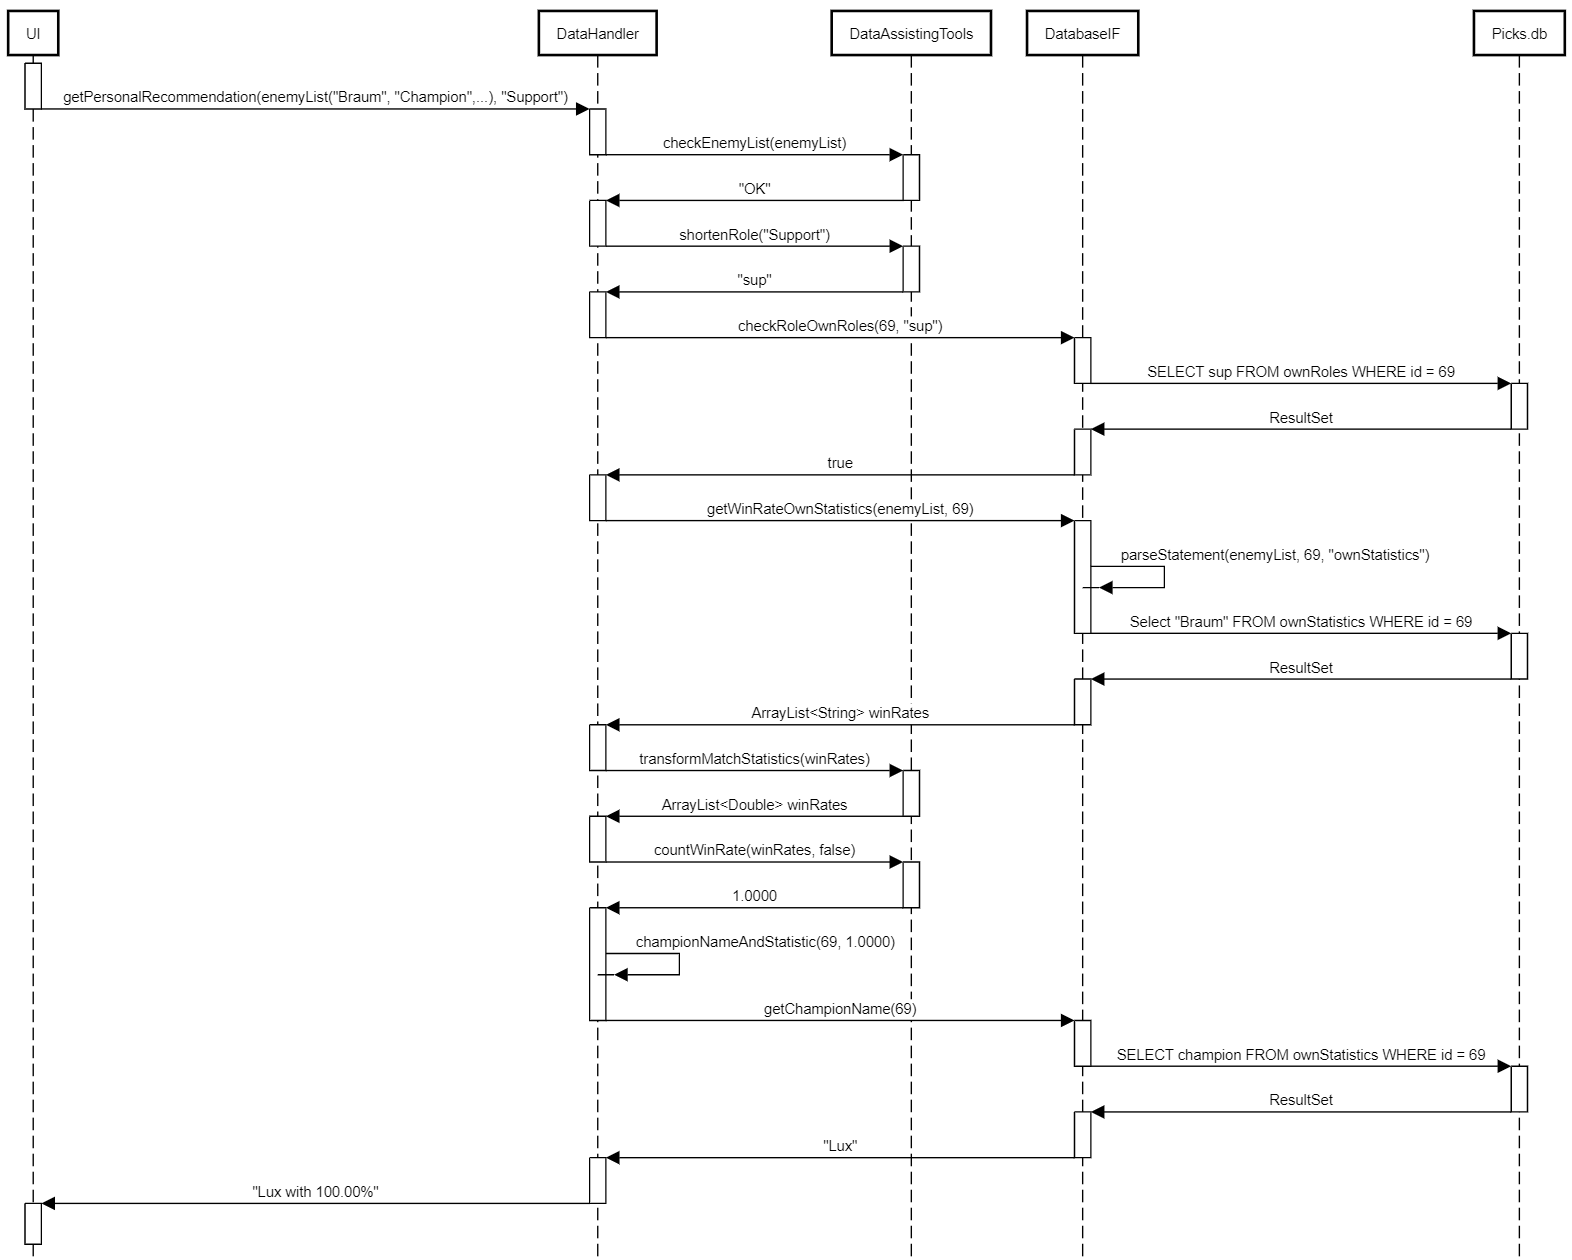 UI
DataHandler
DataAssistingTools
DatabaseIF
Picks.db
getPersonalRecommendation(enemyList("Braum", "Champion",...), "Support")
checkEnemyList(enemyList)
"OK"
shortenRole("Support")
"sup"
checkRoleOwnRoles(69, "sup")
SELECT sup FROM ownRoles WHERE id = 69
ResultSet
true
getWinRateOwnStatistics(enemyList, 69)
parseStatement(enemyList, 69, "ownStatistics")
Select "Braum" FROM ownStatistics WHERE id = 69
ResultSet
ArrayList<String> winRates
transformMatchStatistics(winRates)
ArrayList<Double> winRates
countWinRate(winRates, false)
1.0000
championNameAndStatistic(69, 1.0000)
getChampionName(69)
SELECT champion FROM ownStatistics WHERE id = 69
ResultSet
"Lux"
"Lux with 100.00%"